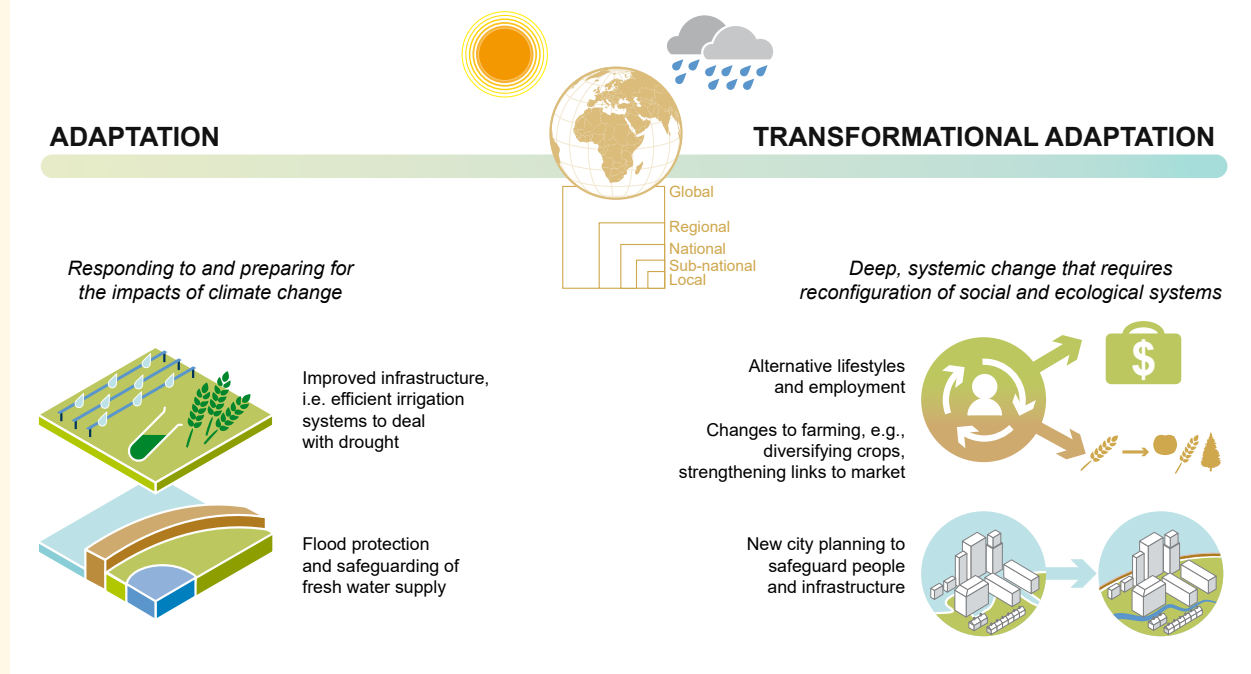 ADAPTATION
TRANSFORMATIONAL ADAPTATION
Global
Regional
National
Sub-national
Local
Responding to and preparing for
the impacts of climate change
Improved infrastructure,
i.e. efficient irrigation
systems to deal
with drought
Flood protection
and safeguarding of
fresh water supply
Deep, systemic change that requires
reconfiguration of social and ecological systems
Alternative lifestyles
and employment
$
Changes to farming, e.g.,
diversifying crops,
strengthening links to market
New city planning to
safeguard people
and infrastructure